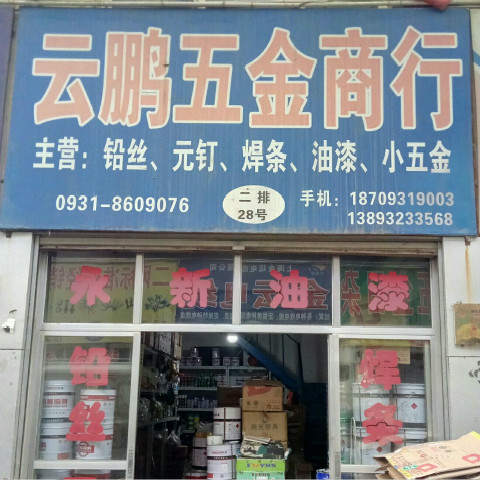 云鹏五金商行
主营：铅丝、元钉、焊条、油漆、小五金
0931-8609076
二排
28号
手机：18709319003
13893233568
永新油漆
铅丝
焊条